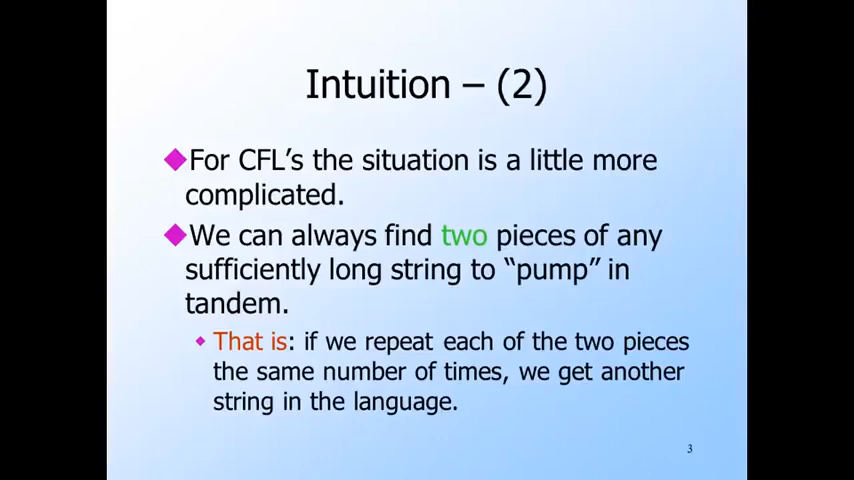 Intuition – (2)
For CFL’s the situation is a little more
complicated.
We can always find two pieces of any
sufficiently long string to “pump” in
tandem.
That is: if we repeat each of the two pieces
the same number of times, we get another
string in the language.
3